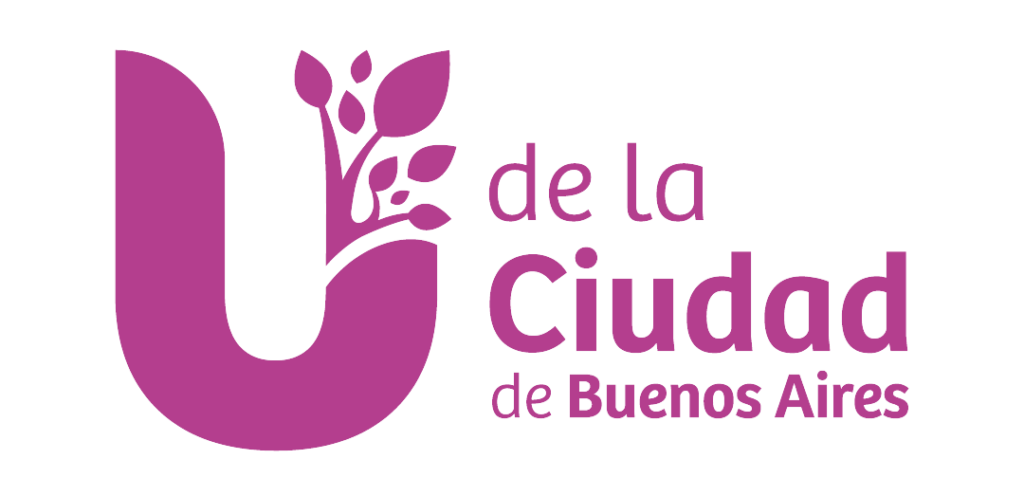 U
de la
Ciudad
de Buenos Aires